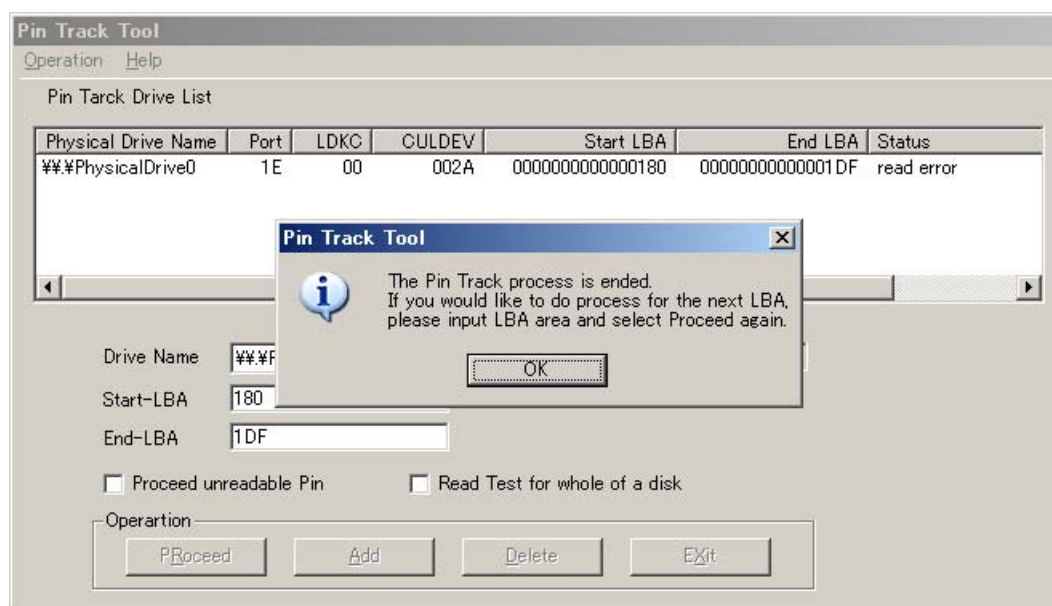 Pin Track Tool
Operation Help
Pin Tarck Drive List
Physical Drive Name Port LDKC CULDEV Start LBA End LBA Status
¥¥.¥PhysicalDrive0 1E 00 002A 0000000000000180 00000000000001DF read error
Pin Track Tool
The Pin Track process is ended.
If you would like to do process for the next LBA,
please input LBA area and select Proceed again.
OK
Drive Name ¥¥.¥
Start-LBA 180
End-LBA 1DF
Proceed unreadable Pin Read Test for whole of a disk
Operartion
PRoceed Add Delete EXit